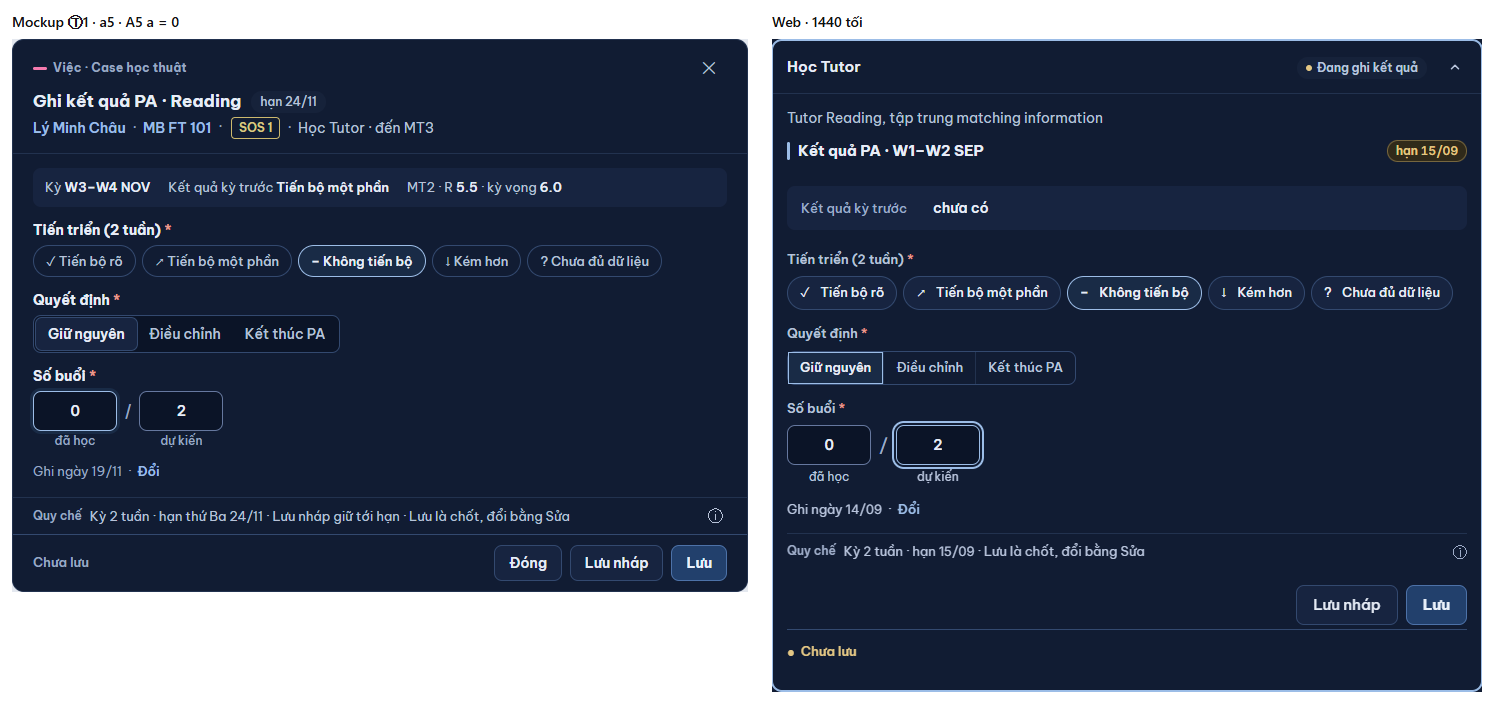 Mockup Ⓣ1 · a5 · A5 a = 0
Việc · Case học thuật
Ghi kết quả PA · Reading hạn 24/11
Lý Minh Châu · MB FT 101 · SOS 1 · Học Tutor · đến MT3
Kỳ W3–W4 NOV Kết quả kỳ trước Tiến bộ một phần MT2 · R 5.5 · kỳ vọng 6.0
Tiến triển (2 tuần) *
✓ Tiến bộ rõ ↗ Tiến bộ một phần – Không tiến bộ ↓ Kém hơn ? Chưa đủ dữ liệu
Quyết định *
Giữ nguyên Điều chỉnh Kết thúc PA
Số buổi *
0 / 2
đã học dự kiến
Ghi ngày 19/11 · Đổi
Quy chế Kỳ 2 tuần · hạn thứ Ba 24/11 · Lưu nháp giữ tới hạn · Lưu là chốt, đổi bằng Sửa ⓘ
Chưa lưu Đóng Lưu nháp Lưu
Web · 1440 tối
Học Tutor Đang ghi kết quả
Tutor Reading, tập trung matching information
Kết quả PA · W1–W2 SEP hạn 15/09
Kết quả kỳ trước chưa có
Tiến triển (2 tuần) *
✓ Tiến bộ rõ ↗ Tiến bộ một phần – Không tiến bộ ↓ Kém hơn ? Chưa đủ dữ liệu
Quyết định *
Giữ nguyên Điều chỉnh Kết thúc PA
Số buổi *
0 / 2
đã học dự kiến
Ghi ngày 14/09 · Đổi
Quy chế Kỳ 2 tuần · hạn 15/09 · Lưu là chốt, đổi bằng Sửa ⓘ
Lưu nháp Lưu
Chưa lưu